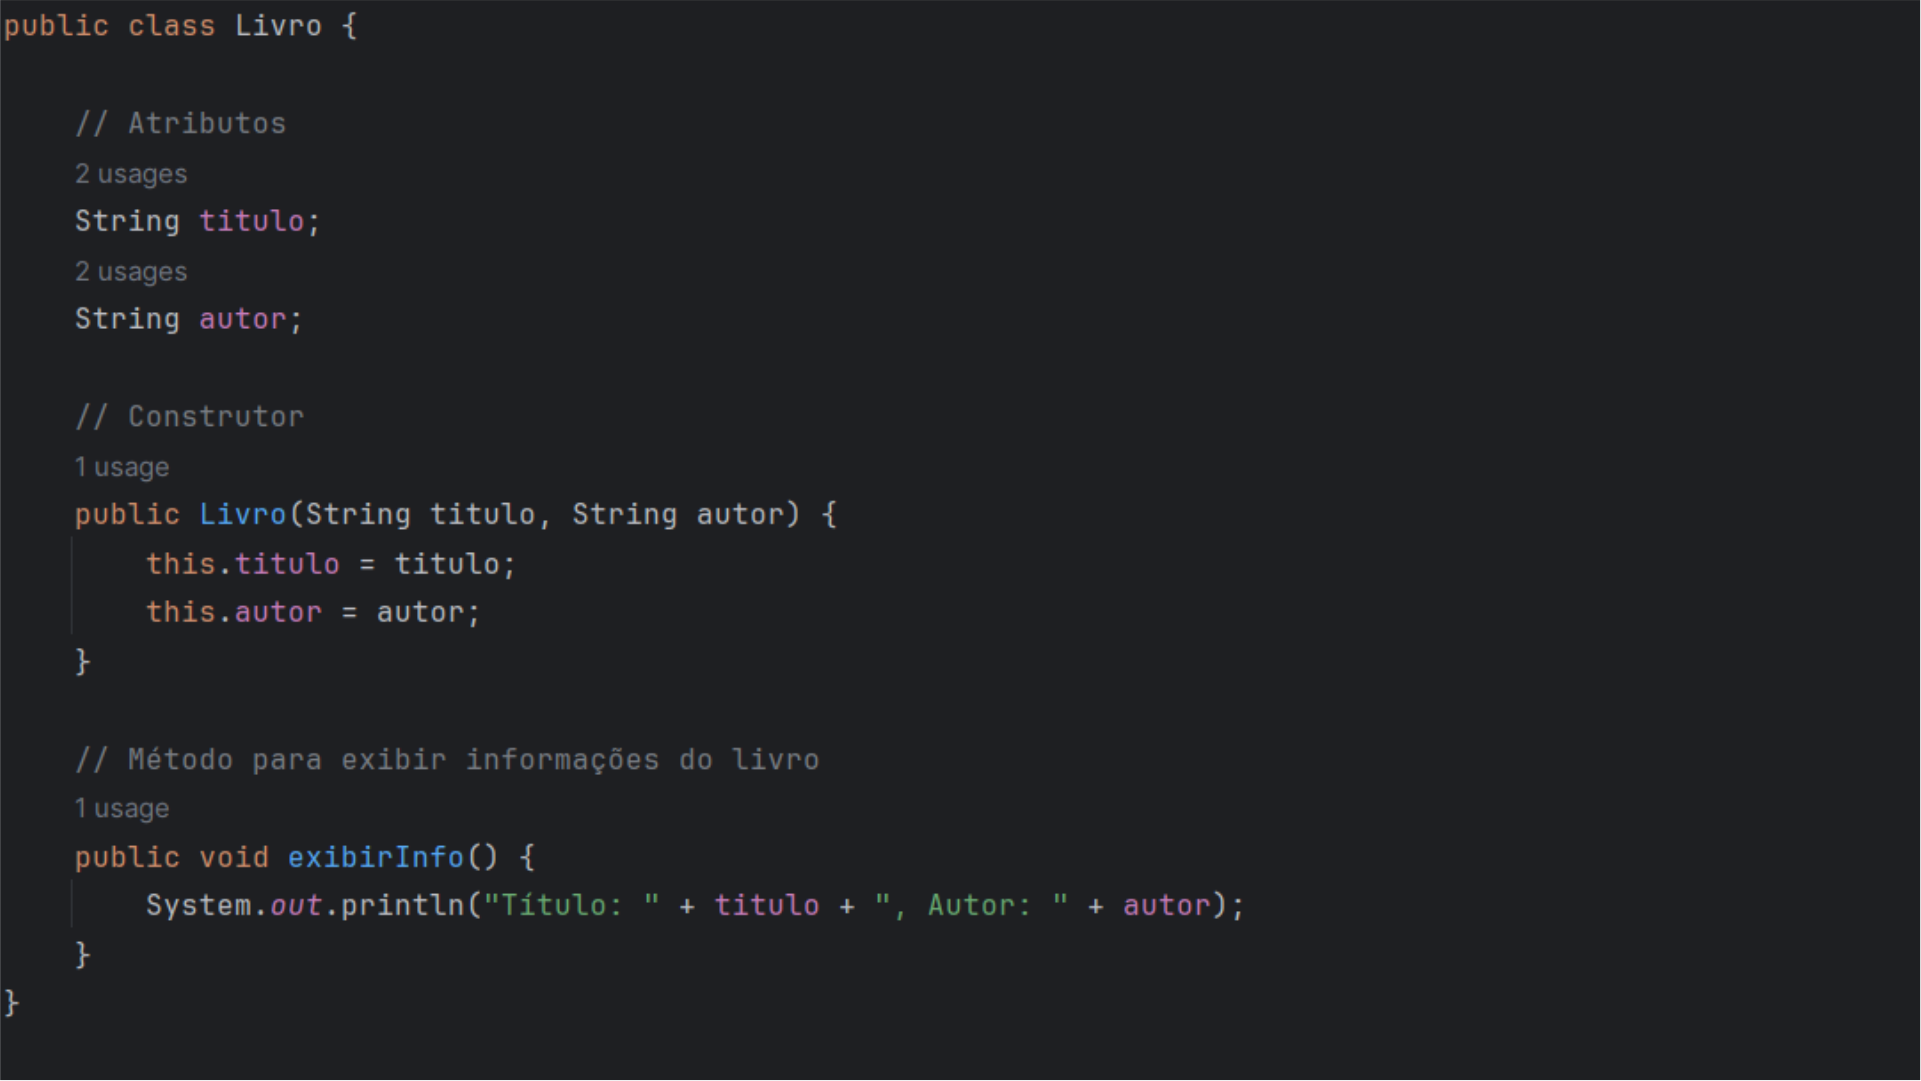 public class Livro {
// Atributos
2 usages
String titulo;
2 usages
String autor;
// Construtor
1 usage
public Livro(String titulo, String autor) {
this.titulo = titulo;
this.autor = autor;
}
// Método para exibir informações do livro
1 usage
public void exibirInfo() {
System.out.println("Título: " + titulo + ", Autor: " + autor);
}
}